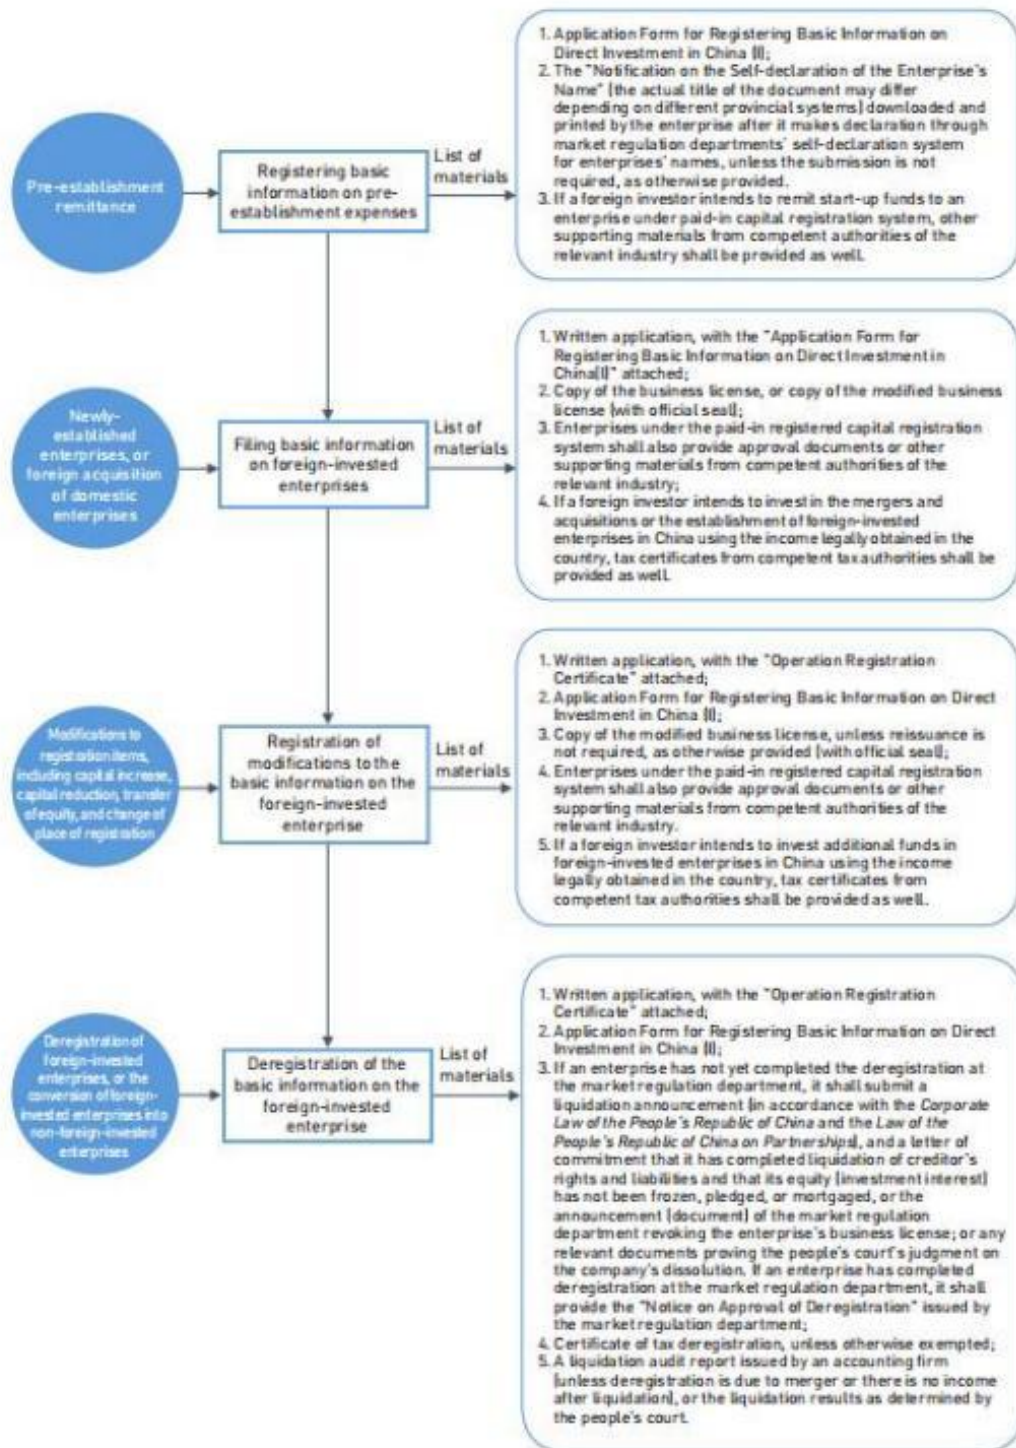 Pre-establishment
remittance
Registering basic
information on pre-
establishment expenses
List of
materials
1. Application Form for Registering Basic Information on
Direct Investment in China (I);
2. The "Notification on the Self-declaration of the Enterprise's
Name" (the actual title of the document may differ
depending on different provincial systems) downloaded and
printed by the enterprise after it makes declaration through
market regulation departments' self-declaration system
for enterprises' names, unless the submission is not
required, as otherwise provided.
3. If a foreign investor intends to remit start-up funds to an
enterprise under paid-in capital registration system, other
supporting materials from competent authorities of the
relevant industry shall be provided as well.
Newly-
established
enterprises, or
foreign acquisition
of domestic
enterprises
Filing basic information
on foreign-invested
enterprises
List of
materials
1. Written application, with the "Application Form for
Registering Basic Information on Direct Investment in
China(I)" attached;
2. Copy of the business license, or copy of the modified business
license (with official seal);
3. Enterprises under the paid-in registered capital registration
system shall also provide approval documents or other
supporting materials from competent authorities of the
relevant industry;
4. If a foreign investor intends to invest in the mergers and
acquisitions or the establishment of foreign-invested
enterprises in China using the income legally obtained in the
country, tax certificates from competent tax authorities shall be
provided as well.
Modifications to
registration items,
including capital increase,
capital reduction, transfer
of equity, and change of
place of registration
Registration of
modifications to the
basic information on the
foreign-invested
enterprise
List of
materials
1. Written application, with the "Operation Registration
Certificate" attached;
2. Application Form for Registering Basic Information on Direct
Investment in China (I);
3. Copy of the modified business license, unless reissuance
is not required, as otherwise provided (with official seal);
4. Enterprises under the paid-in registered capital registration
system shall also provide approval documents or other
supporting materials from competent authorities of the
relevant industry.
5. If a foreign investor intends to invest additional funds in
foreign-invested enterprises in China using the income
legally obtained in the country, tax certificates from
competent tax authorities shall be provided as well.
Deregistration of
foreign-invested
enterprises, or the
conversion of foreign-
invested enterprises into
non-foreign-invested
enterprises
Deregistration of the
basic information on the
foreign-invested
enterprise
List of
materials
1. Written application, with the "Operation Registration
Certificate" attached;
2. Application Form for Registering Basic Information on Direct
Investment in China (I);
3. If an enterprise has not yet completed the deregistration at
the market regulation department, it shall submit a
liquidation announcement (in accordance with the Corporate
Law of the People's Republic of China and the Law of the
People's Republic of China on Partnerships), and a letter of
commitment that it has completed liquidation of creditor's
rights and liabilities and that its equity (investment interest)
has not been frozen, pledged, or mortgaged, or the
announcement (document) of the market regulation
department revoking the enterprise's business license; or any
relevant documents proving the people's court's judgment on
the company's dissolution. If an enterprise has completed
deregistration at the market regulation department, it shall
provide the "Notice on Approval of Deregistration" issued by
the market regulation department;
4. Certificate of tax deregistration, unless otherwise exempted;
5. A liquidation audit report issued by an accounting firm
(unless deregistration is due to merger or there is no income
after liquidation), or the liquidation results as determined by
the people's court.